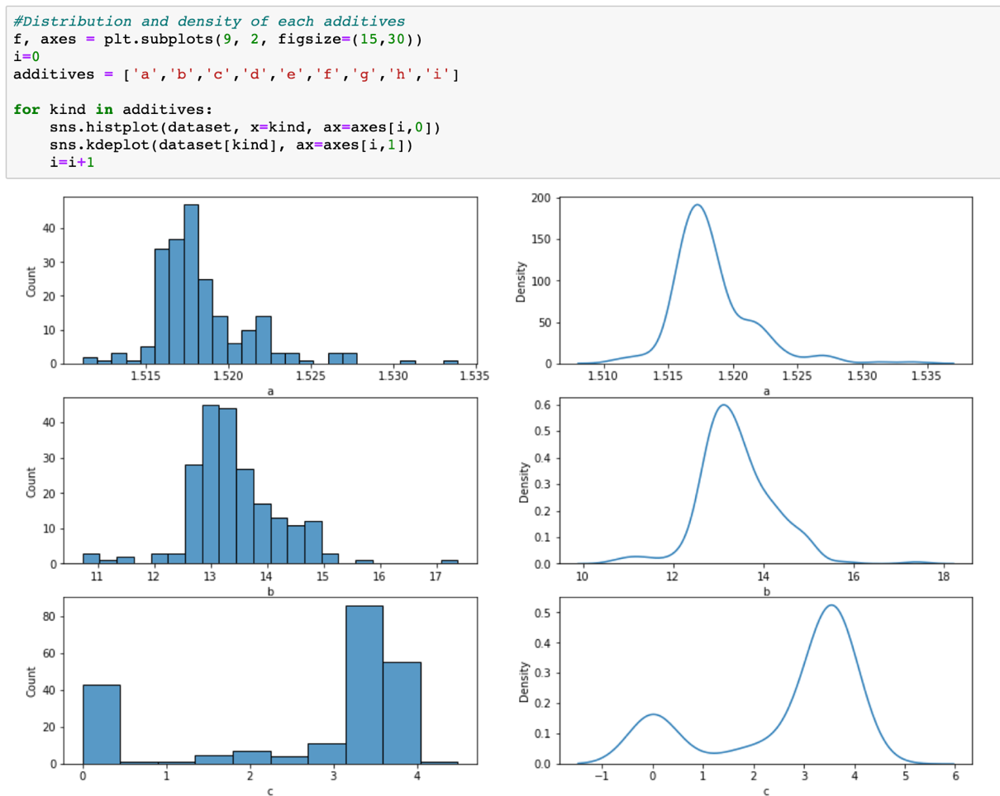 #Distribution and density of each additives
f, axes = plt.subplots(9, 2, figsize=(15,30))
i=0
additives = ['a','b','c','d','e','f','g','h','i']
for kind in additives:
    sns.histplot(dataset, x=kind, ax=axes[i,0])
    sns.kdeplot(dataset[kind], ax=axes[i,1])
    i=i+1
Count
40
30
20
10
0
1.515 1.520 1.525 1.530 1.535
a
Density
200
150
100
50
0
1.510 1.515 1.520 1.525 1.530 1.535
a
Count
40
30
20
10
0
11 12 13 14 15 16 17
b
Density
0.6
0.5
0.4
0.3
0.2
0.1
0.0
10 12 14 16 18
b
Count
80
60
40
20
0
0 1 2 3 4
c
Density
0.5
0.4
0.3
0.2
0.1
0.0
−1 0 1 2 3 4 5 6
c